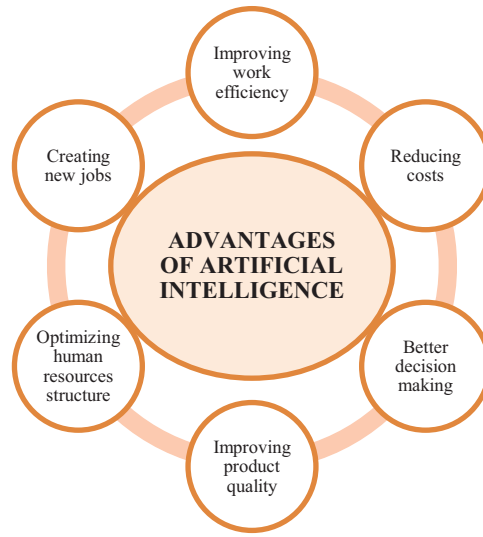 Improving
work
efficiency
Reducing
costs
Better
decision
making
Improving
product
quality
Optimizing
human
resources
structure
Creating
new jobs
ADVANTAGES
OF ARTIFICIAL
INTELLIGENCE